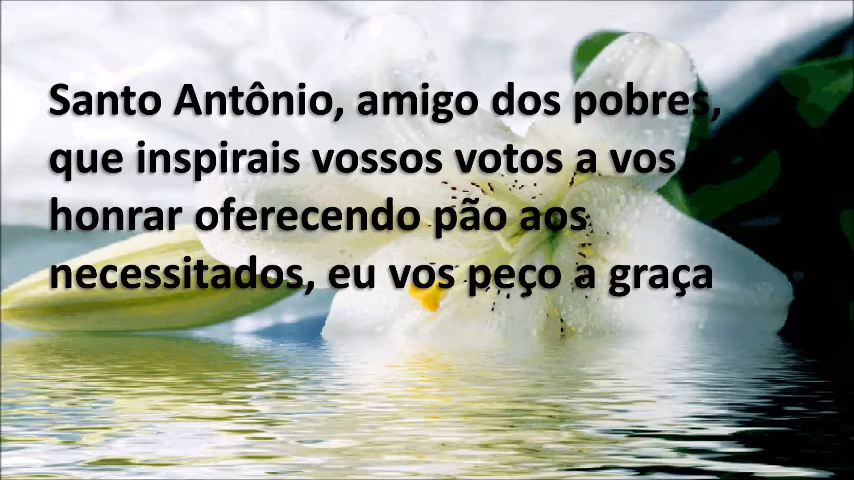 Santo Antônio, amigo dos pobres,
que inspirais vossos votos a vos
honrar oferecendo pão aos
necessitados, eu vos peço a graça